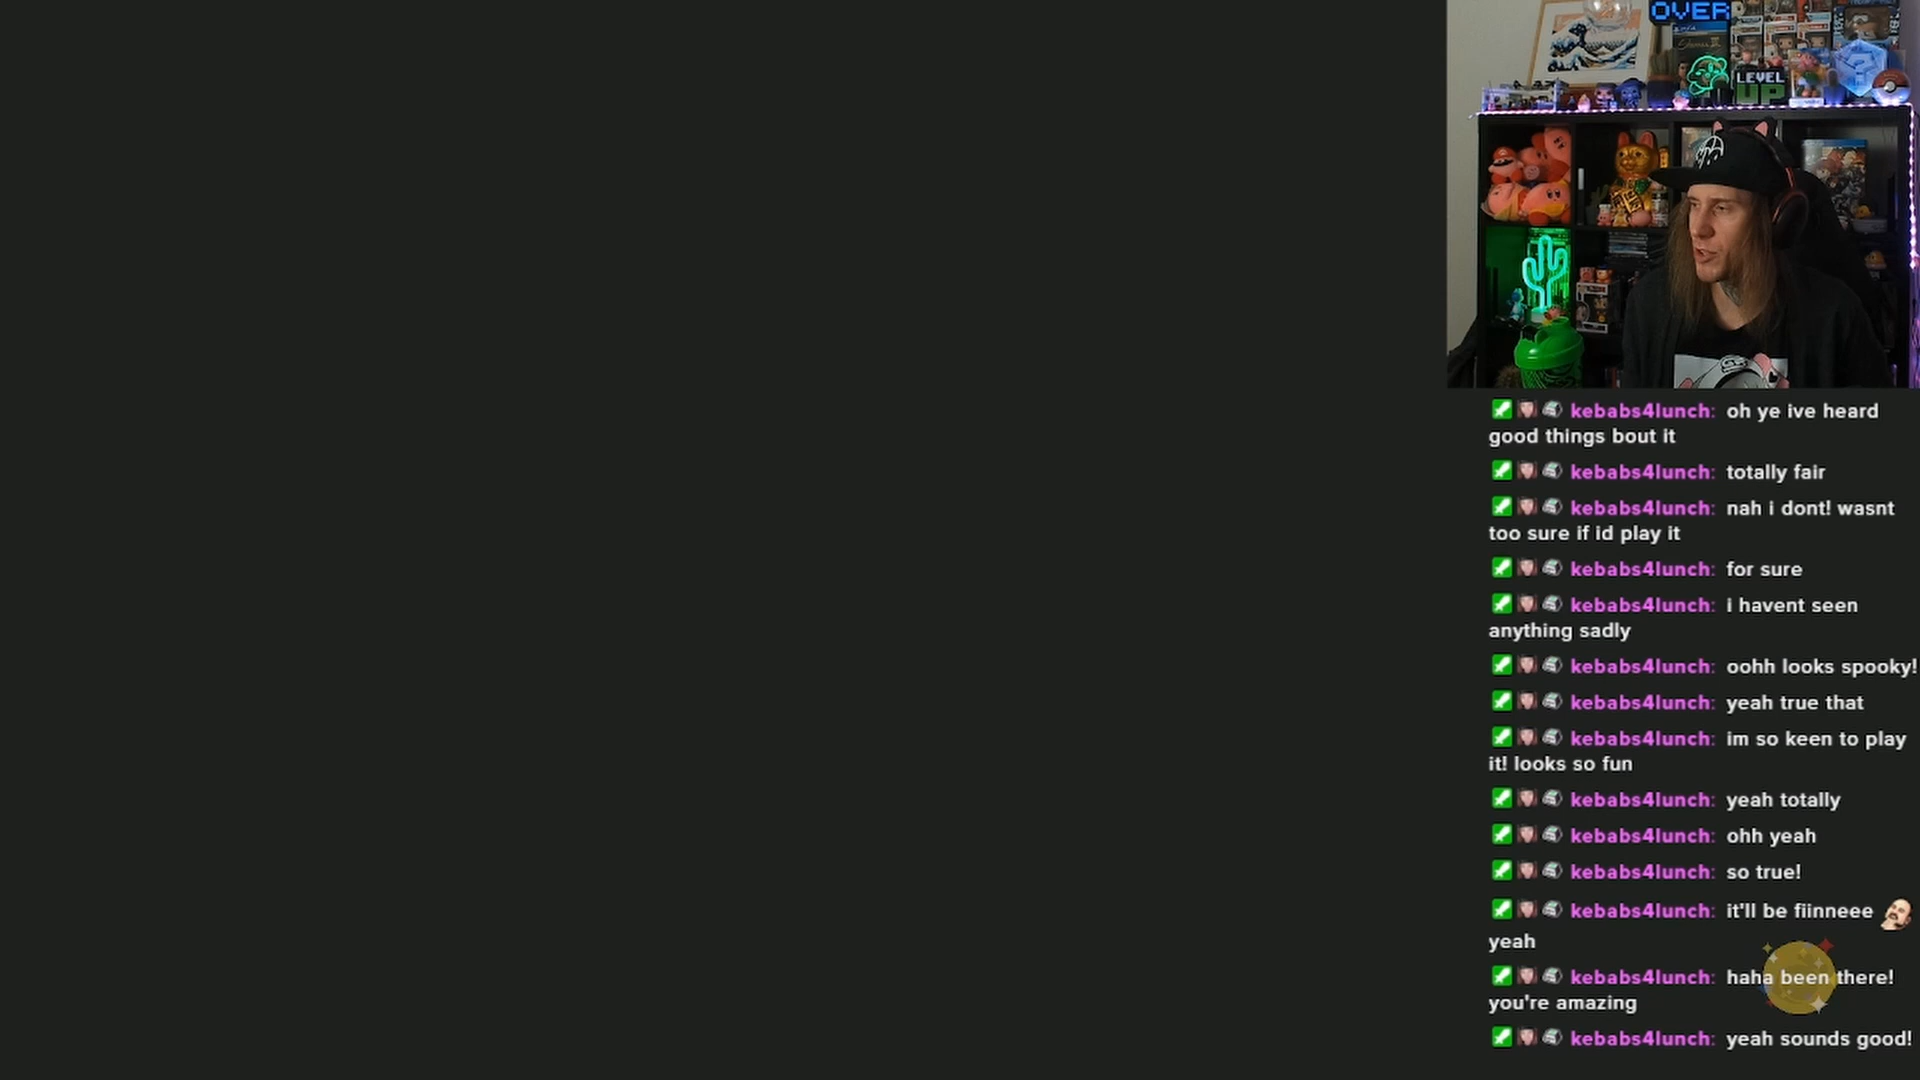 OVER
LEVEL
UP
kebabs4lunch: oh ye ive heard
good things bout it
kebabs4lunch: totally fair
kebabs4lunch: nah i dont! wasnt
too sure if id play it
kebabs4lunch: for sure
kebabs4lunch: i havent seen
anything sadly
kebabs4lunch: oohh looks spooky!
kebabs4lunch: yeah true that
kebabs4lunch: im so keen to play
it! looks so fun
kebabs4lunch: yeah totally
kebabs4lunch: ohh yeah
kebabs4lunch: so true!
kebabs4lunch: it'll be fiinneee
yeah
kebabs4lunch: haha been there!
you're amazing
kebabs4lunch: yeah sounds good!